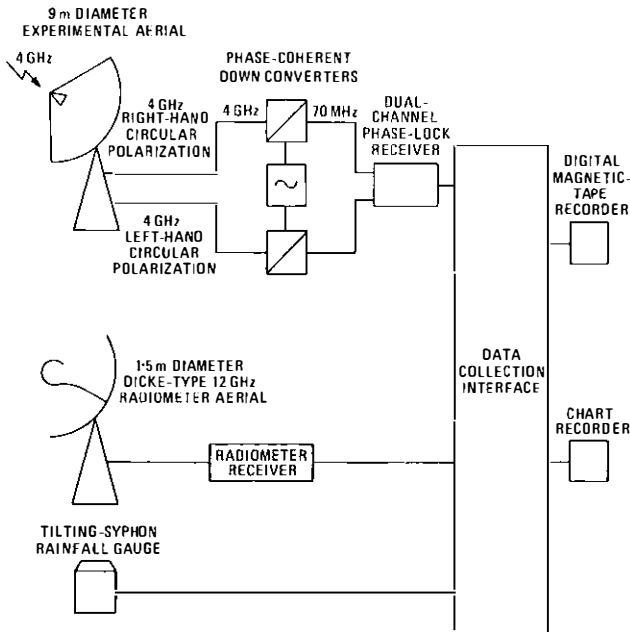 9 m DIAMETER
EXPERIMENTAL AERIAL
4 GHz
PHASE-COHERENT
DOWN CONVERTERS
4 GHz
RIGHT-HAND
CIRCULAR
POLARIZATION
4 GHz
70 MHz
DUAL-
CHANNEL
PHASE-LOCK
RECEIVER
4 GHz
LEFT-HAND
CIRCULAR
POLARIZATION
DIGITAL
MAGNETIC-
TAPE
RECORDER
1·5 m DIAMETER
DICKE-TYPE 12 GHz
RADIOMETER AERIAL
DATA
COLLECTION
INTERFACE
RADIOMETER
RECEIVER
CHART
RECORDER
TILTING-SYPHON
RAINFALL GAUGE